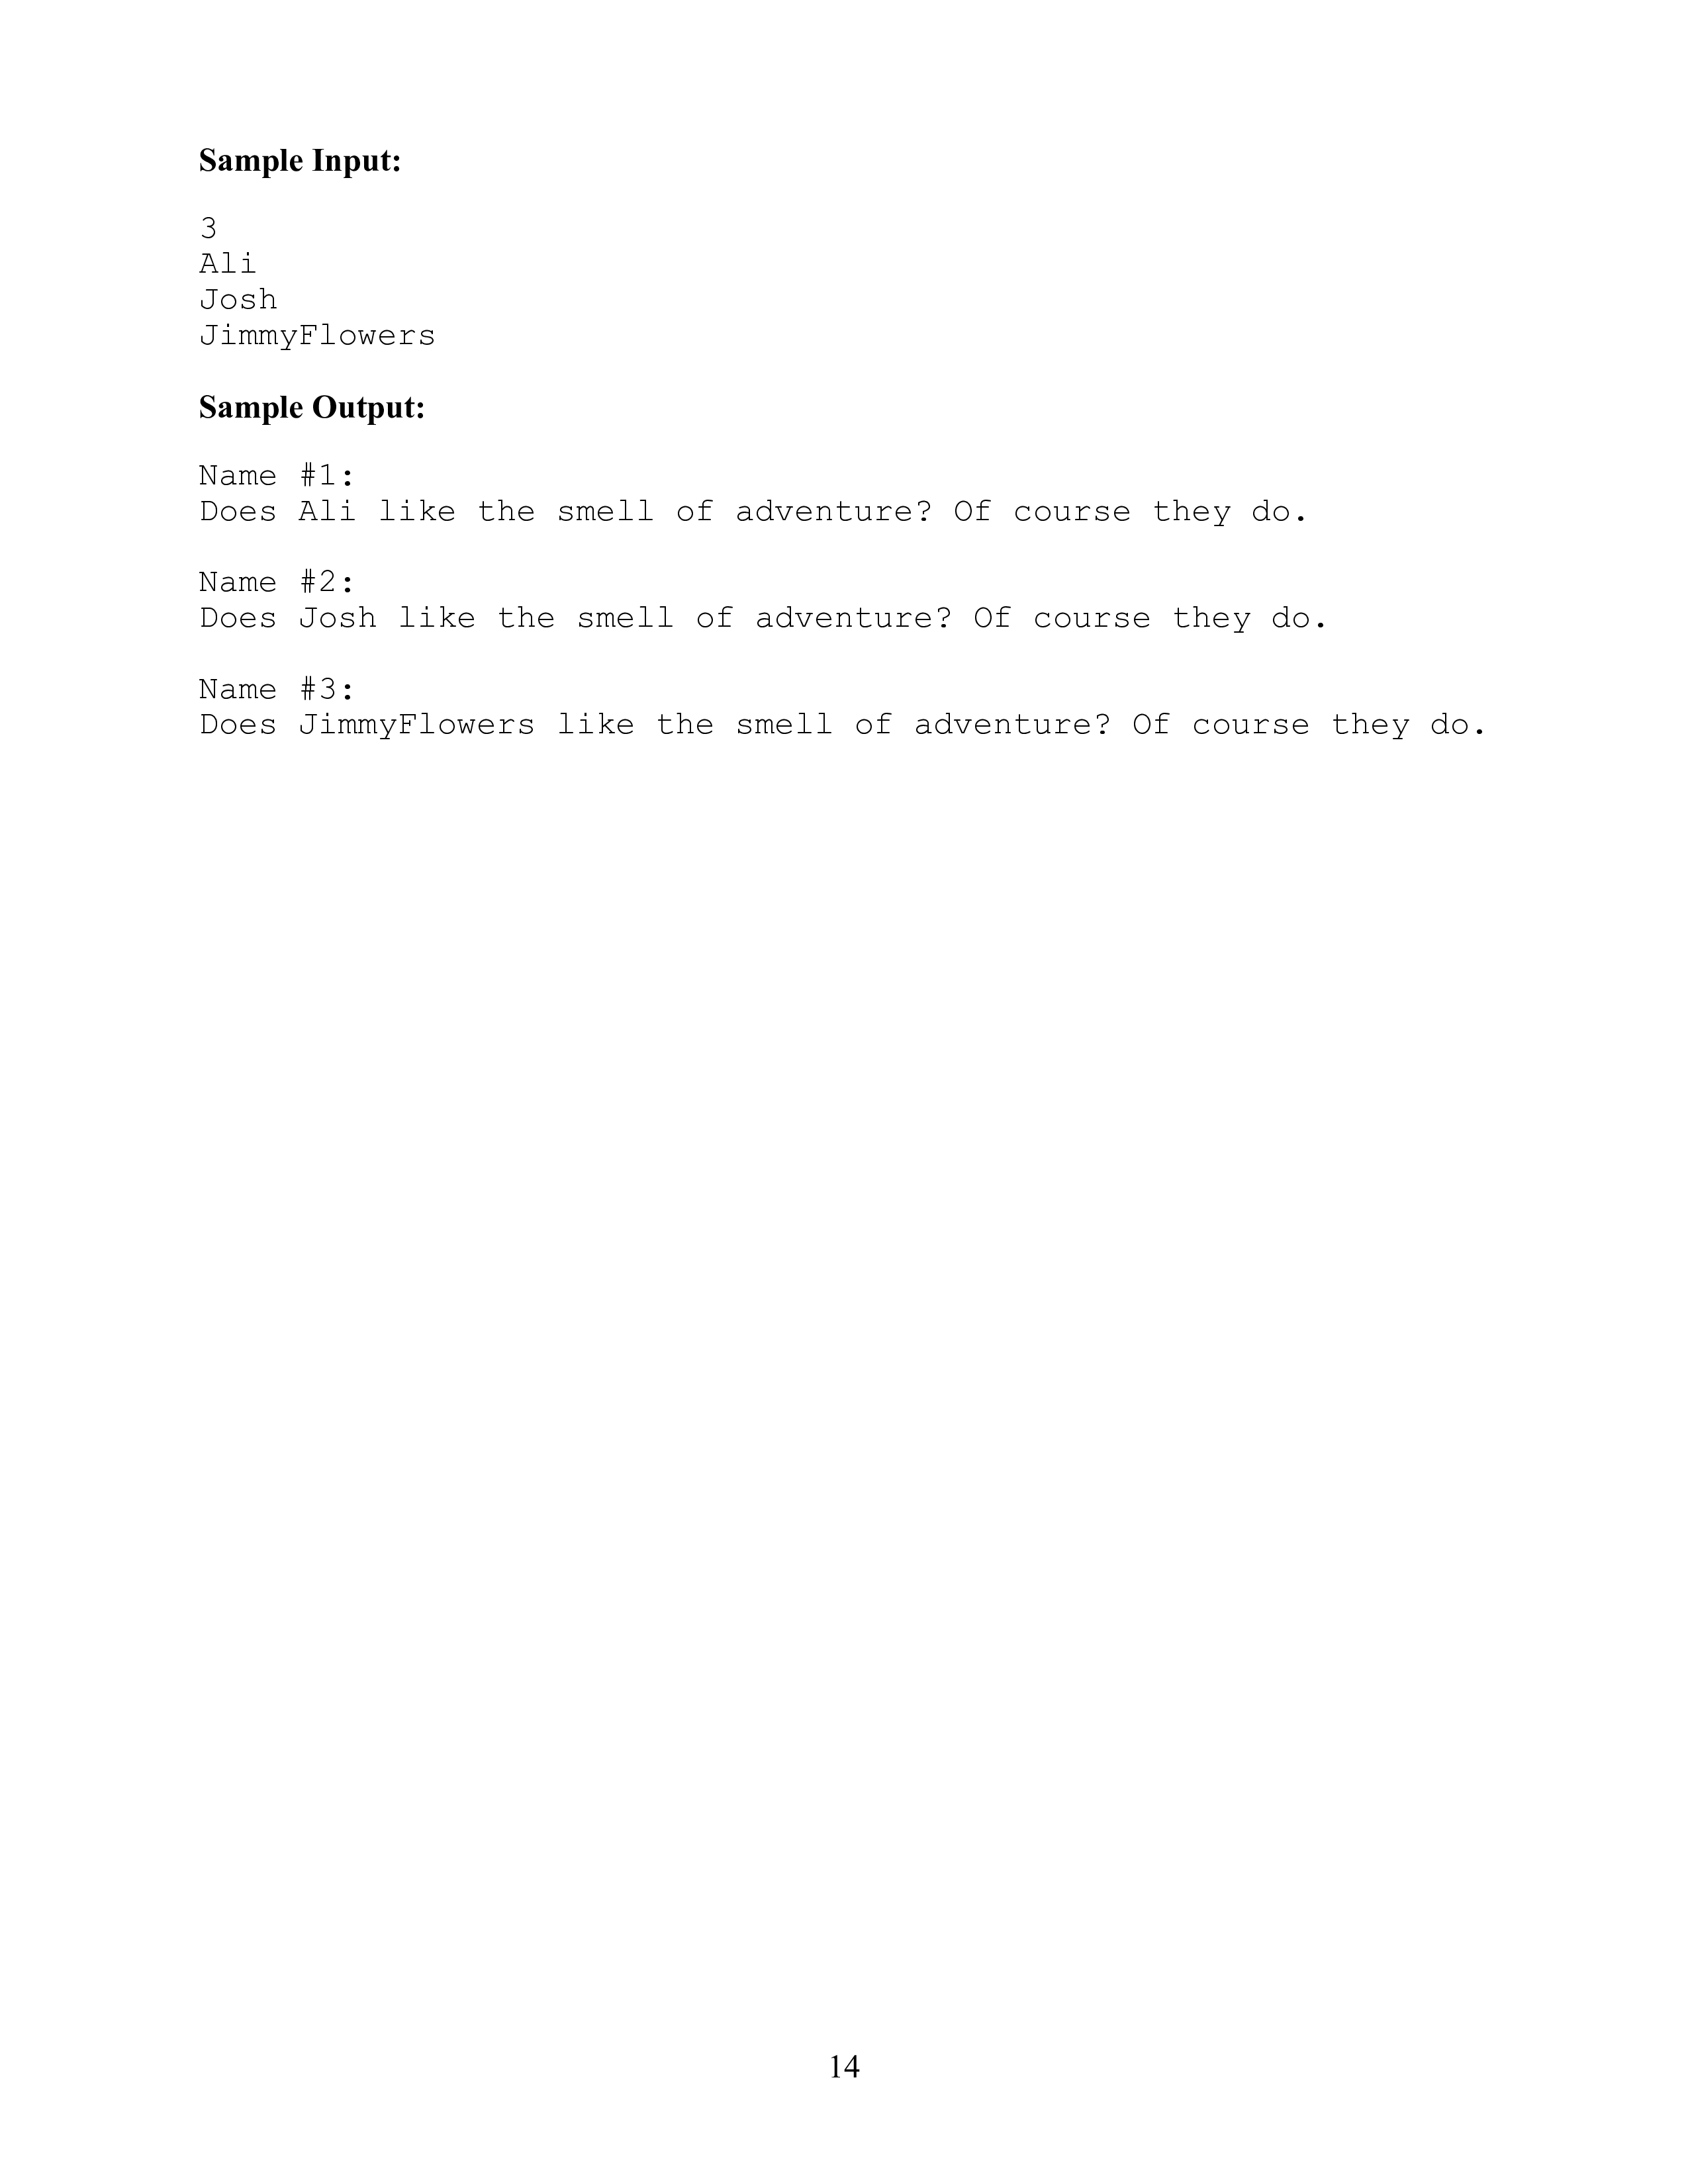 Sample Input:
3
Ali
Josh
JimmyFlowers
Sample Output:
Name #1:
Does Ali like the smell of adventure? Of course they do.
Name #2:
Does Josh like the smell of adventure? Of course they do.
Name #3:
Does JimmyFlowers like the smell of adventure? Of course they do.
14